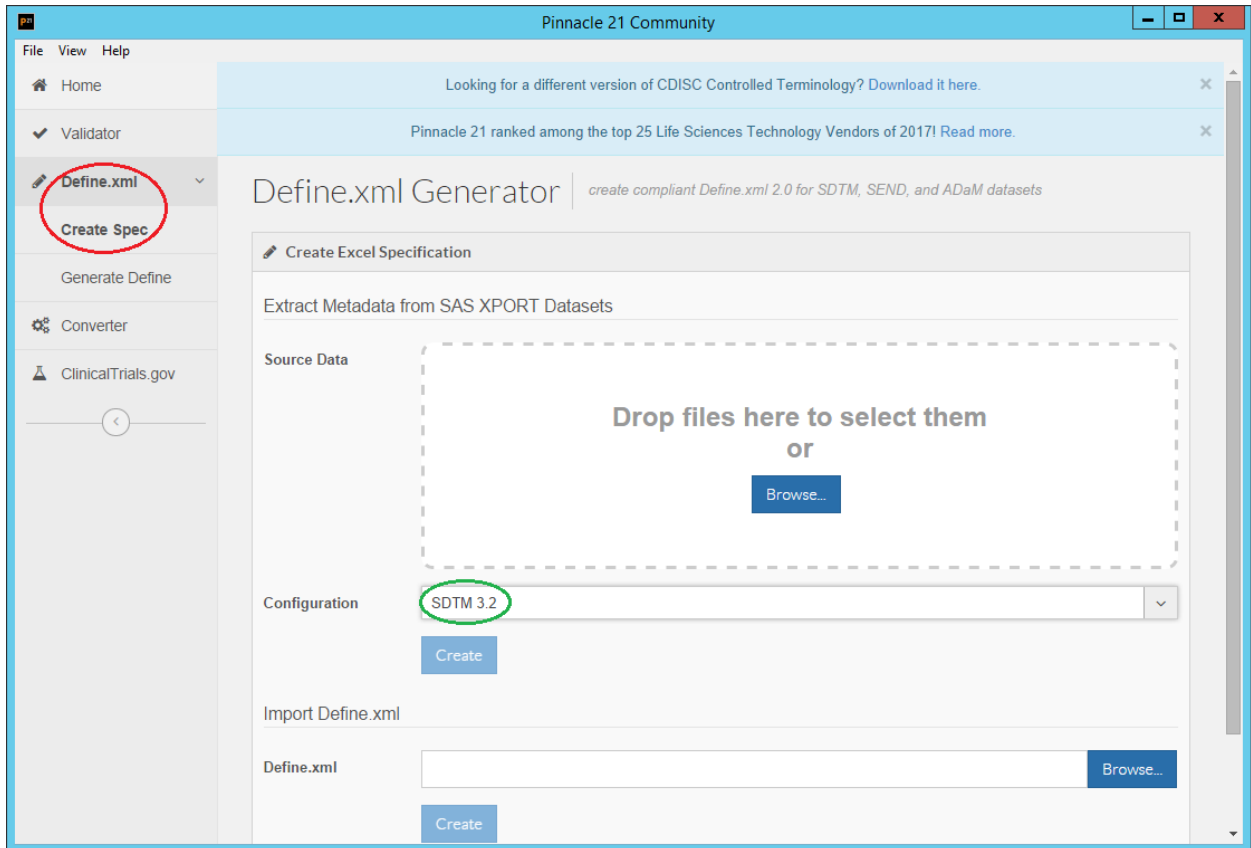 pn
Pinnacle 21 Community
x
File View Help
Home
Validator
Define.xml
Create Spec
Generate Define
Converter
ClinicalTrials.gov
Looking for a different version of CDISC Controlled Terminology? Download it here.
Pinnacle 21 ranked among the top 25 Life Sciences Technology Vendors of 2017! Read more.
Define.xml Generator
create compliant Define.xml 2.0 for SDTM, SEND, and ADaM datasets
Create Excel Specification
Extract Metadata from SAS XPORT Datasets
Source Data
Drop files here to select them
or
Browse...
Configuration
SDTM 3.2
Create
Import Define.xml
Define.xml
Browse...
Create